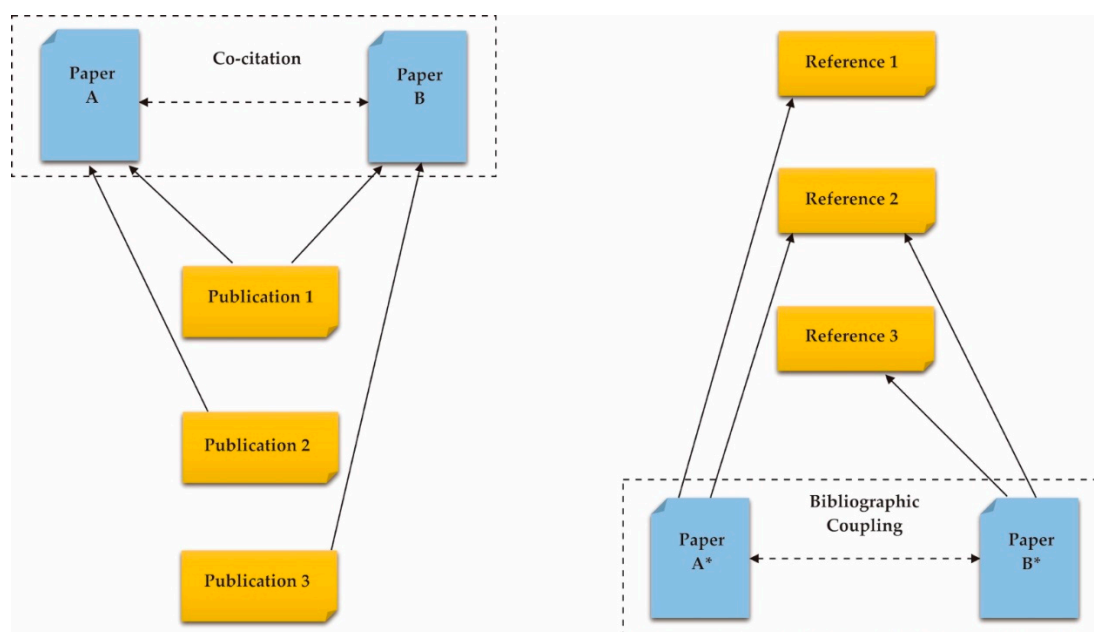 Co-citation
Paper
A
Paper
B
Publication 1
Publication 2
Publication 3
Reference 1
Reference 2
Reference 3
Bibliographic
Coupling
Paper
A*
Paper
B*